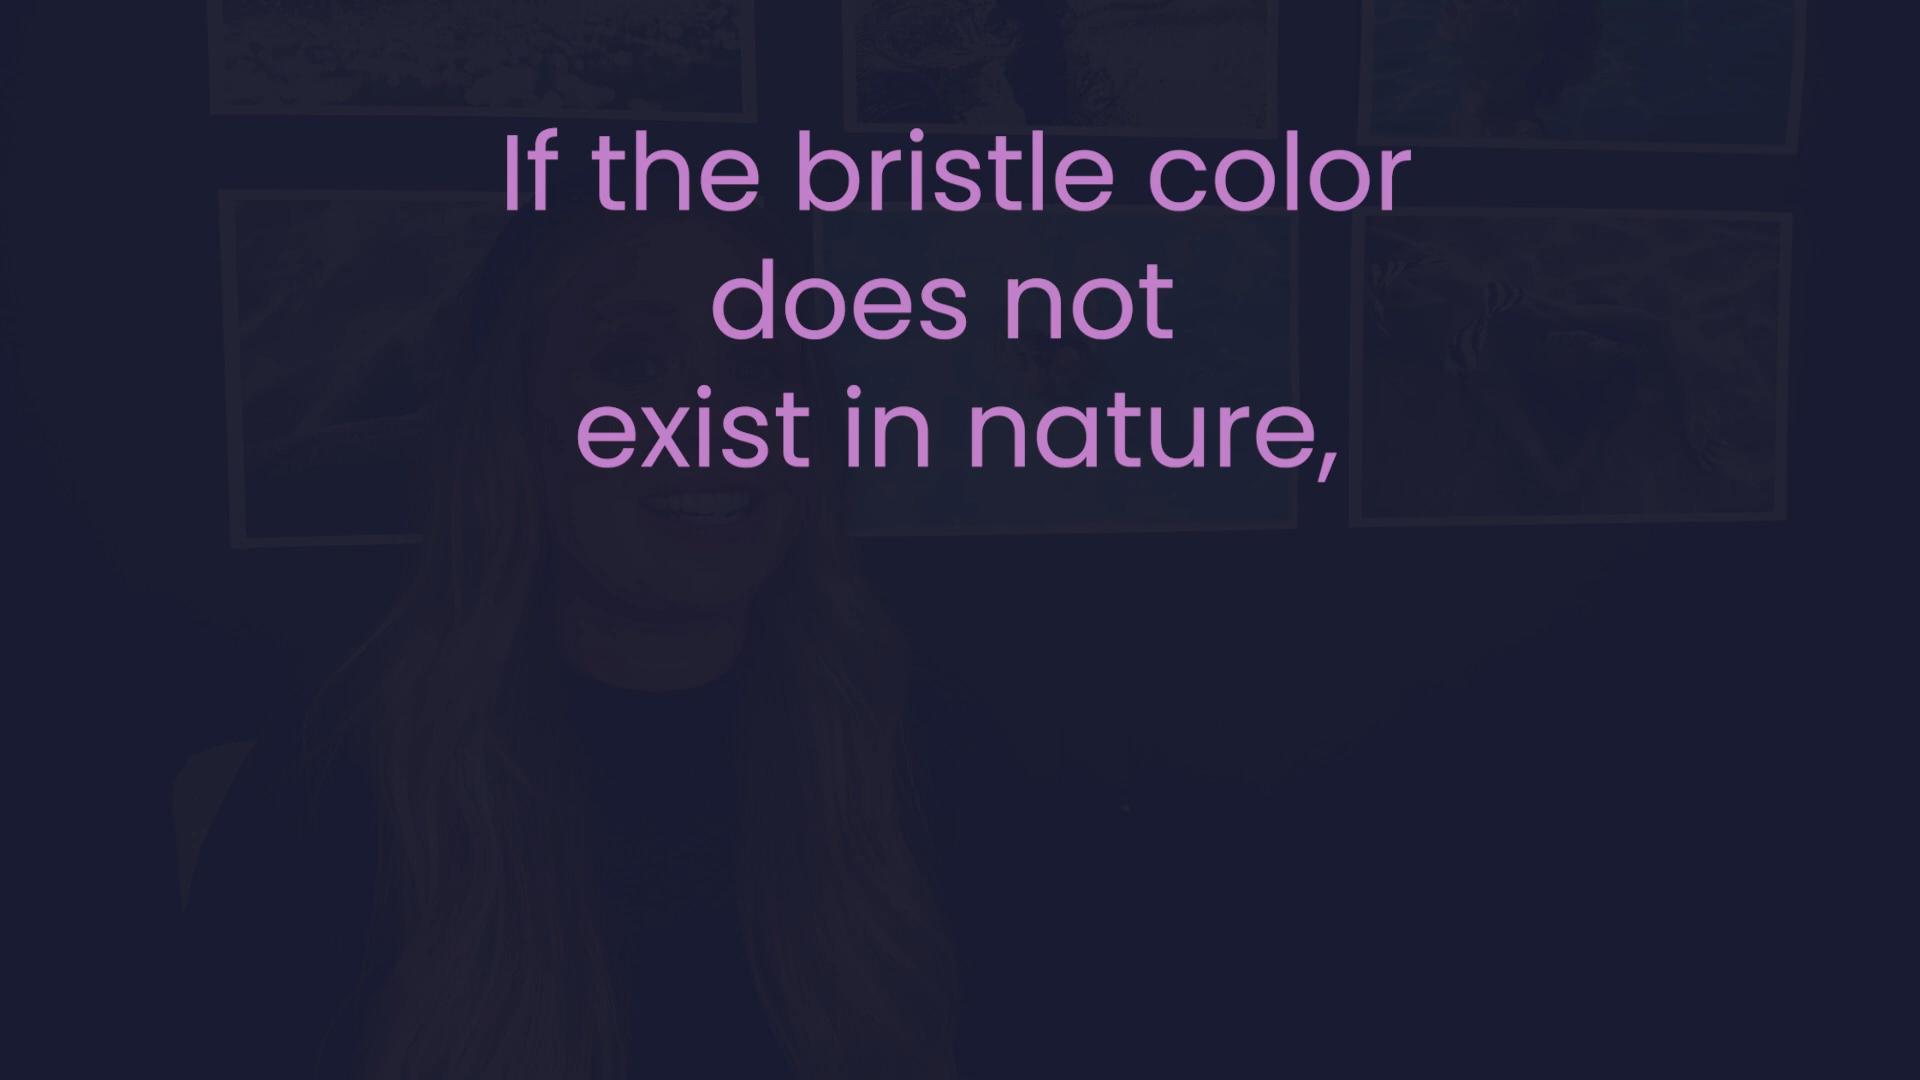 If the bristle color
does not
exist in nature,